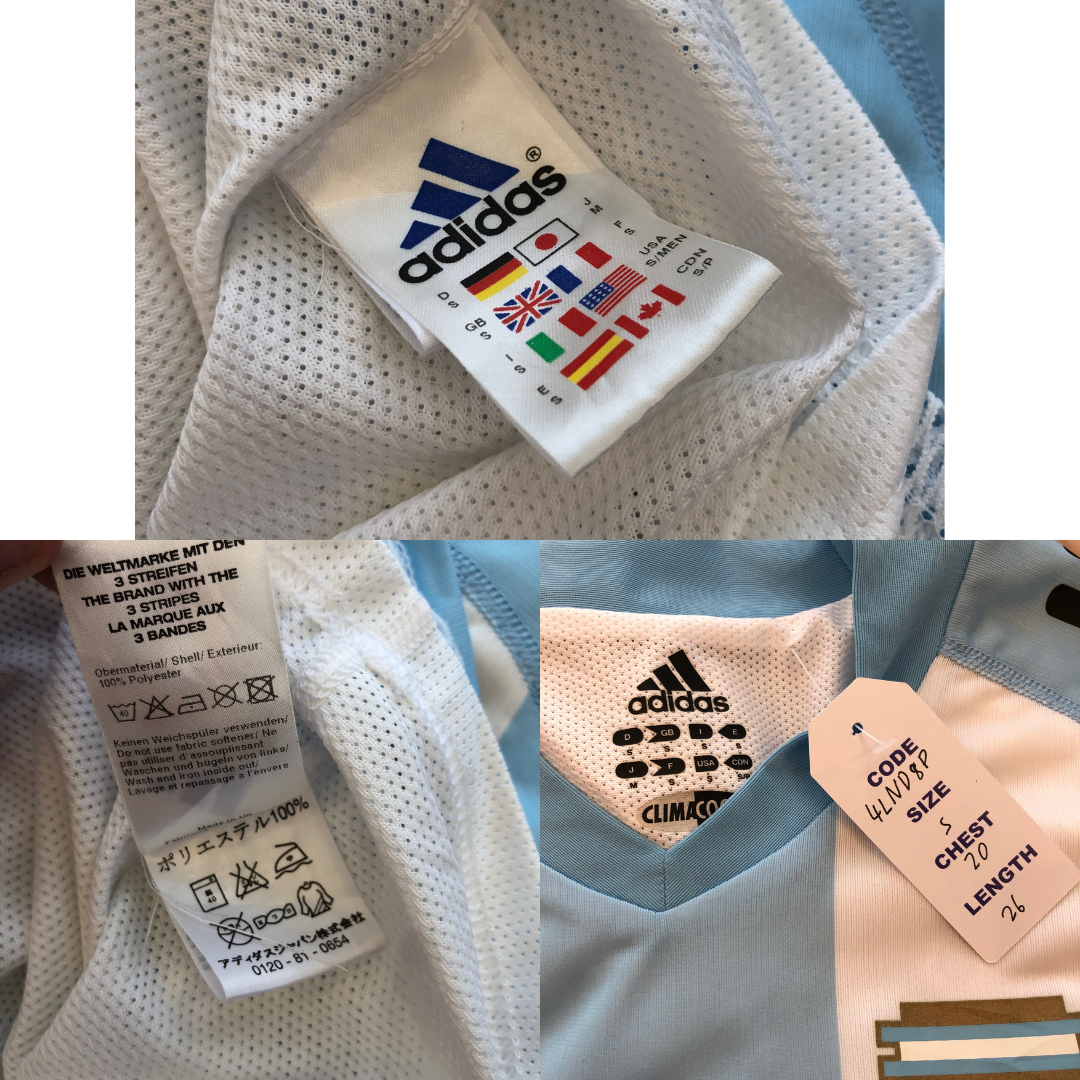 adidas®
J
M
F
S
USA
S/MEN
CDN
S/P
D
S
GB
S
I
S
E
S
DIE WELTMARKE MIT DEN
3 STREIFEN
THE BRAND WITH THE
3 STRIPES
LA MARQUE AUX
3 BANDES
Obermaterial/ Shell/ Exterieur:
100% Polyester
40
Keinen Weichspüler verwenden/
Do not use fabric softener/ Ne
pas utiliser d'assouplissant
Waschen und bügeln von links/
Wash and iron inside out/
Lavage et repassage a l'envers
ポリエステル100%
40
アディダスジャパン株式会社
0120-81-0654
adidas
D GB I E
S S S S
J F USA CDN
M S S S/P
CLIMACO
CODE
4LND8P
SIZE
S
CHEST
20
LENGTH
26